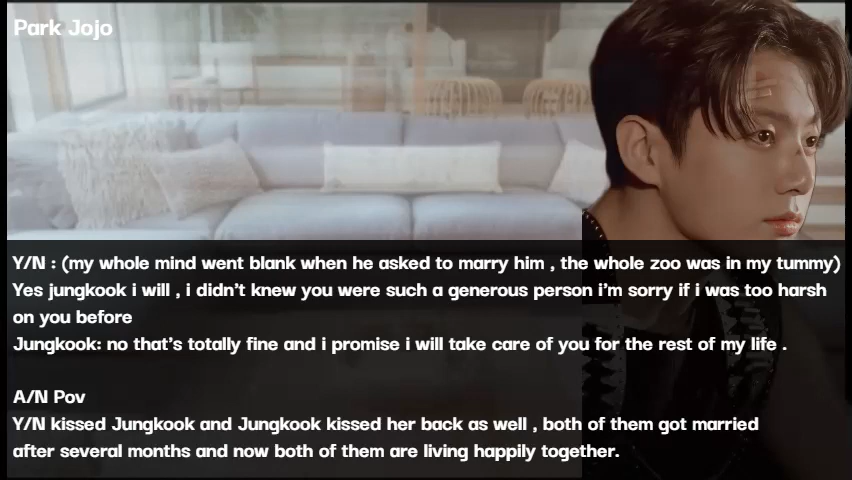 Park Jojo
Y/N : (my whole mind went blank when he asked to marry him , the whole zoo was in my tummy)
Yes jungkook i will , i didn't knew you were such a generous person i'm sorry if i was too harsh
on you before
Jungkook: no that's totally fine and i promise i will take care of you for the rest of my life .
A/N Pov
Y/N kissed Jungkook and Jungkook kissed her back as well , both of them got married
after several months and now both of them are living happily together.